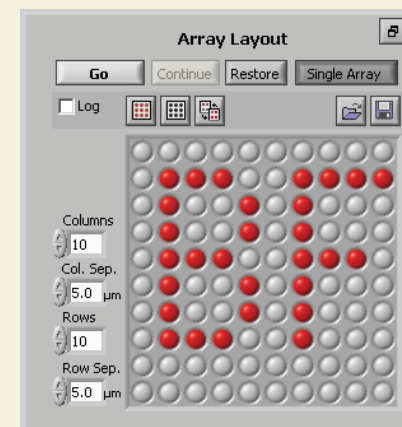 Array Layout
Go Continue Restore Single Array
Log
Columns
10
Col. Sep.
5.0 µm
Rows
10
Row Sep.
5.0 µm
BF